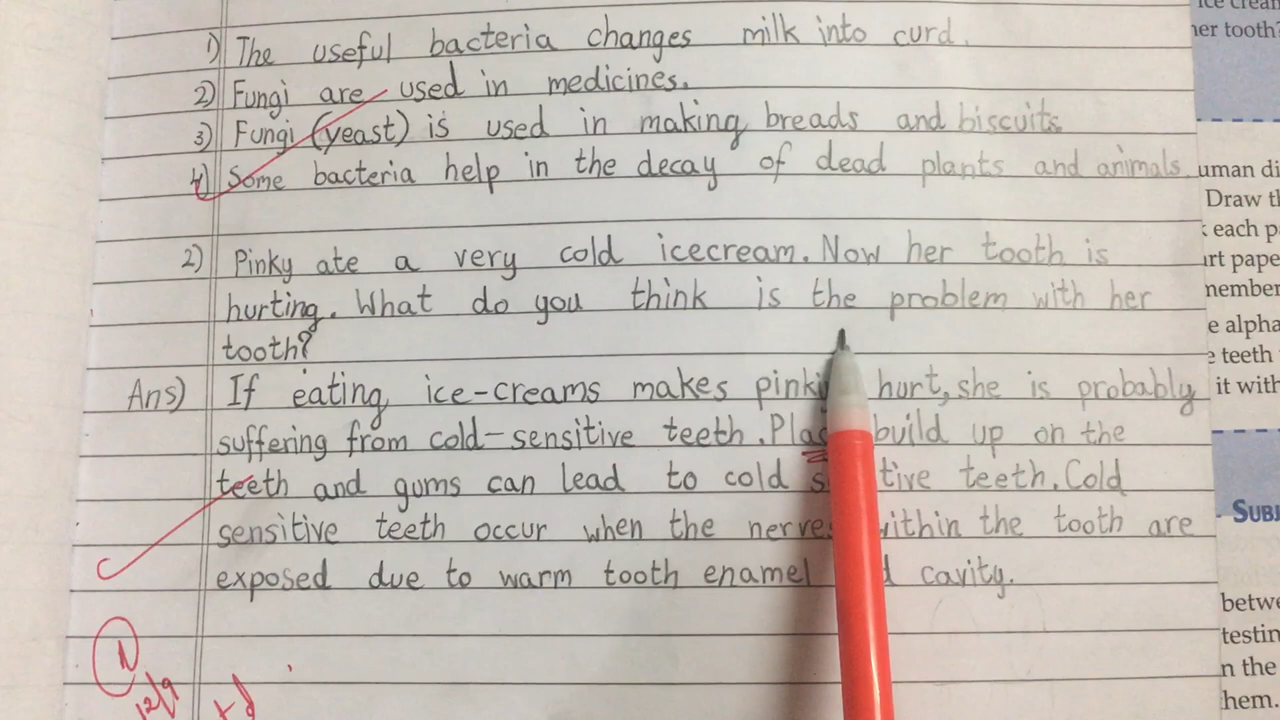 1) The useful bacteria changes milk into curd.
2) Fungi are used in medicines.
3) Fungi (yeast) is used in making breads and biscuits
4) Some bacteria help in the decay of dead plants and animals.
2) Pinky ate a very cold icecream. Now her tooth is
hurting. What do you think is the problem with her
tooth?
Ans) If eating ice-creams makes pinky hurt, she is probably
suffering from cold-sensitive teeth. build up on the
teeth and gums can lead to cold teeth. Cold
sensitive teeth occur when the within the tooth are
exposed due to warm tooth enamel cavity.
12/9
her tooth
uman di
Draw th
each p
art pape
nember
e alpha
e teeth
it with
SUBJ
betwe
testin
n the
hem.